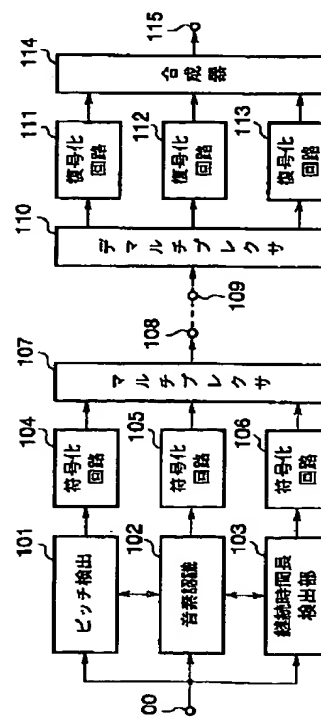 00
101
ピッチ検出
102
音素認識
103
継続時間長
検出部
104
符号化
回路
105
符号化
回路
106
符号化
回路
107
マルチプレクサ
108
109
110
デマルチプレクサ
111
復号化
回路
112
復号化
回路
113
復号化
回路
114
合成器
115